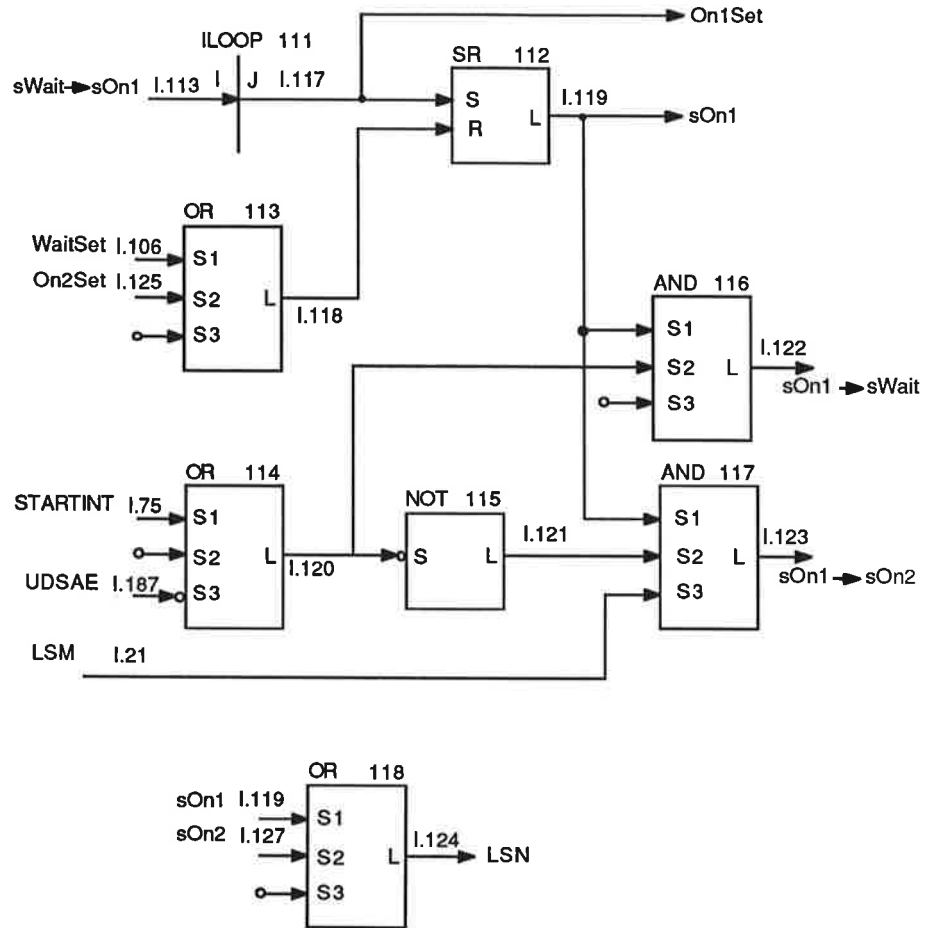 On1Set
ILOOP 111
SR 112
sWait→sOn1 l.113 I J l.117
S
R
L
l.119
sOn1
OR 113
WaitSet l.106 S1
On2Set l.125 S2 L
S3
l.118
AND 116
S1
S2 L
S3
l.122
sOn1→sWait
OR 114
STARTINT l.75 S1
S2 L
UDSAE l.187 S3
l.120
NOT 115
S L
l.121
AND 117
S1
S2 L
S3
l.123
sOn1→sOn2
LSM l.21
OR 118
sOn1 l.119 S1
sOn2 l.127 S2 L
S3
l.124
LSN